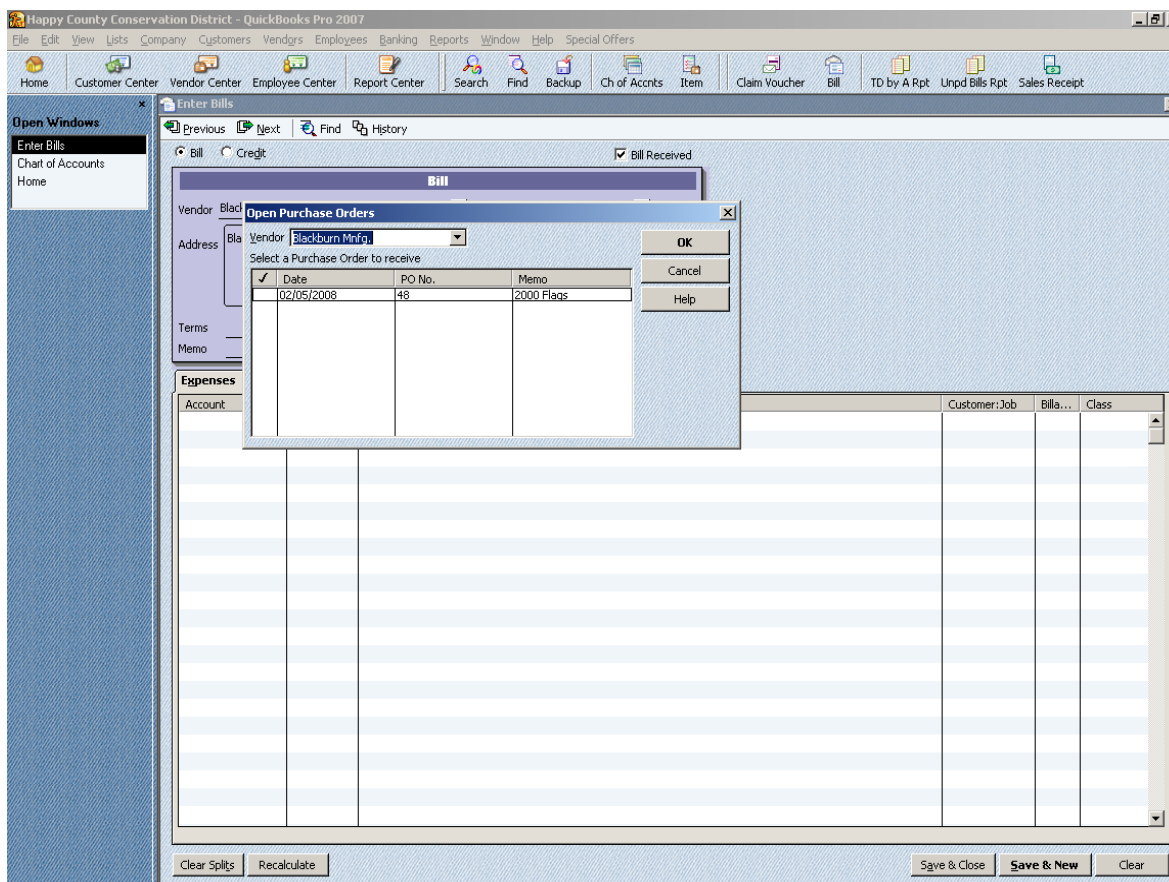 Happy County Conservation District - QuickBooks Pro 2007
File Edit View Lists Company Customers Vendors Employees Banking Reports Window Help Special Offers
Home Customer Center Vendor Center Employee Center Report Center Search Find Backup Ch of Accnts Item Claim Voucher Bill TD by A Rpt Unpd Bills Rpt Sales Receipt
Open Windows
Enter Bills
Chart of Accounts
Home
Enter Bills
Previous Next Find History
Bill Credit Bill Received
Bill
Vendor Black
Address Bla
Terms
Memo
Open Purchase Orders
Vendor Blackburn Mnfg.
Select a Purchase Order to receive
✓ Date PO No. Memo
02/05/2008 48 2000 Flags
OK
Cancel
Help
Expenses
Account Customer:Job Billa... Class
Clear Splits Recalculate Save & Close Save & New Clear